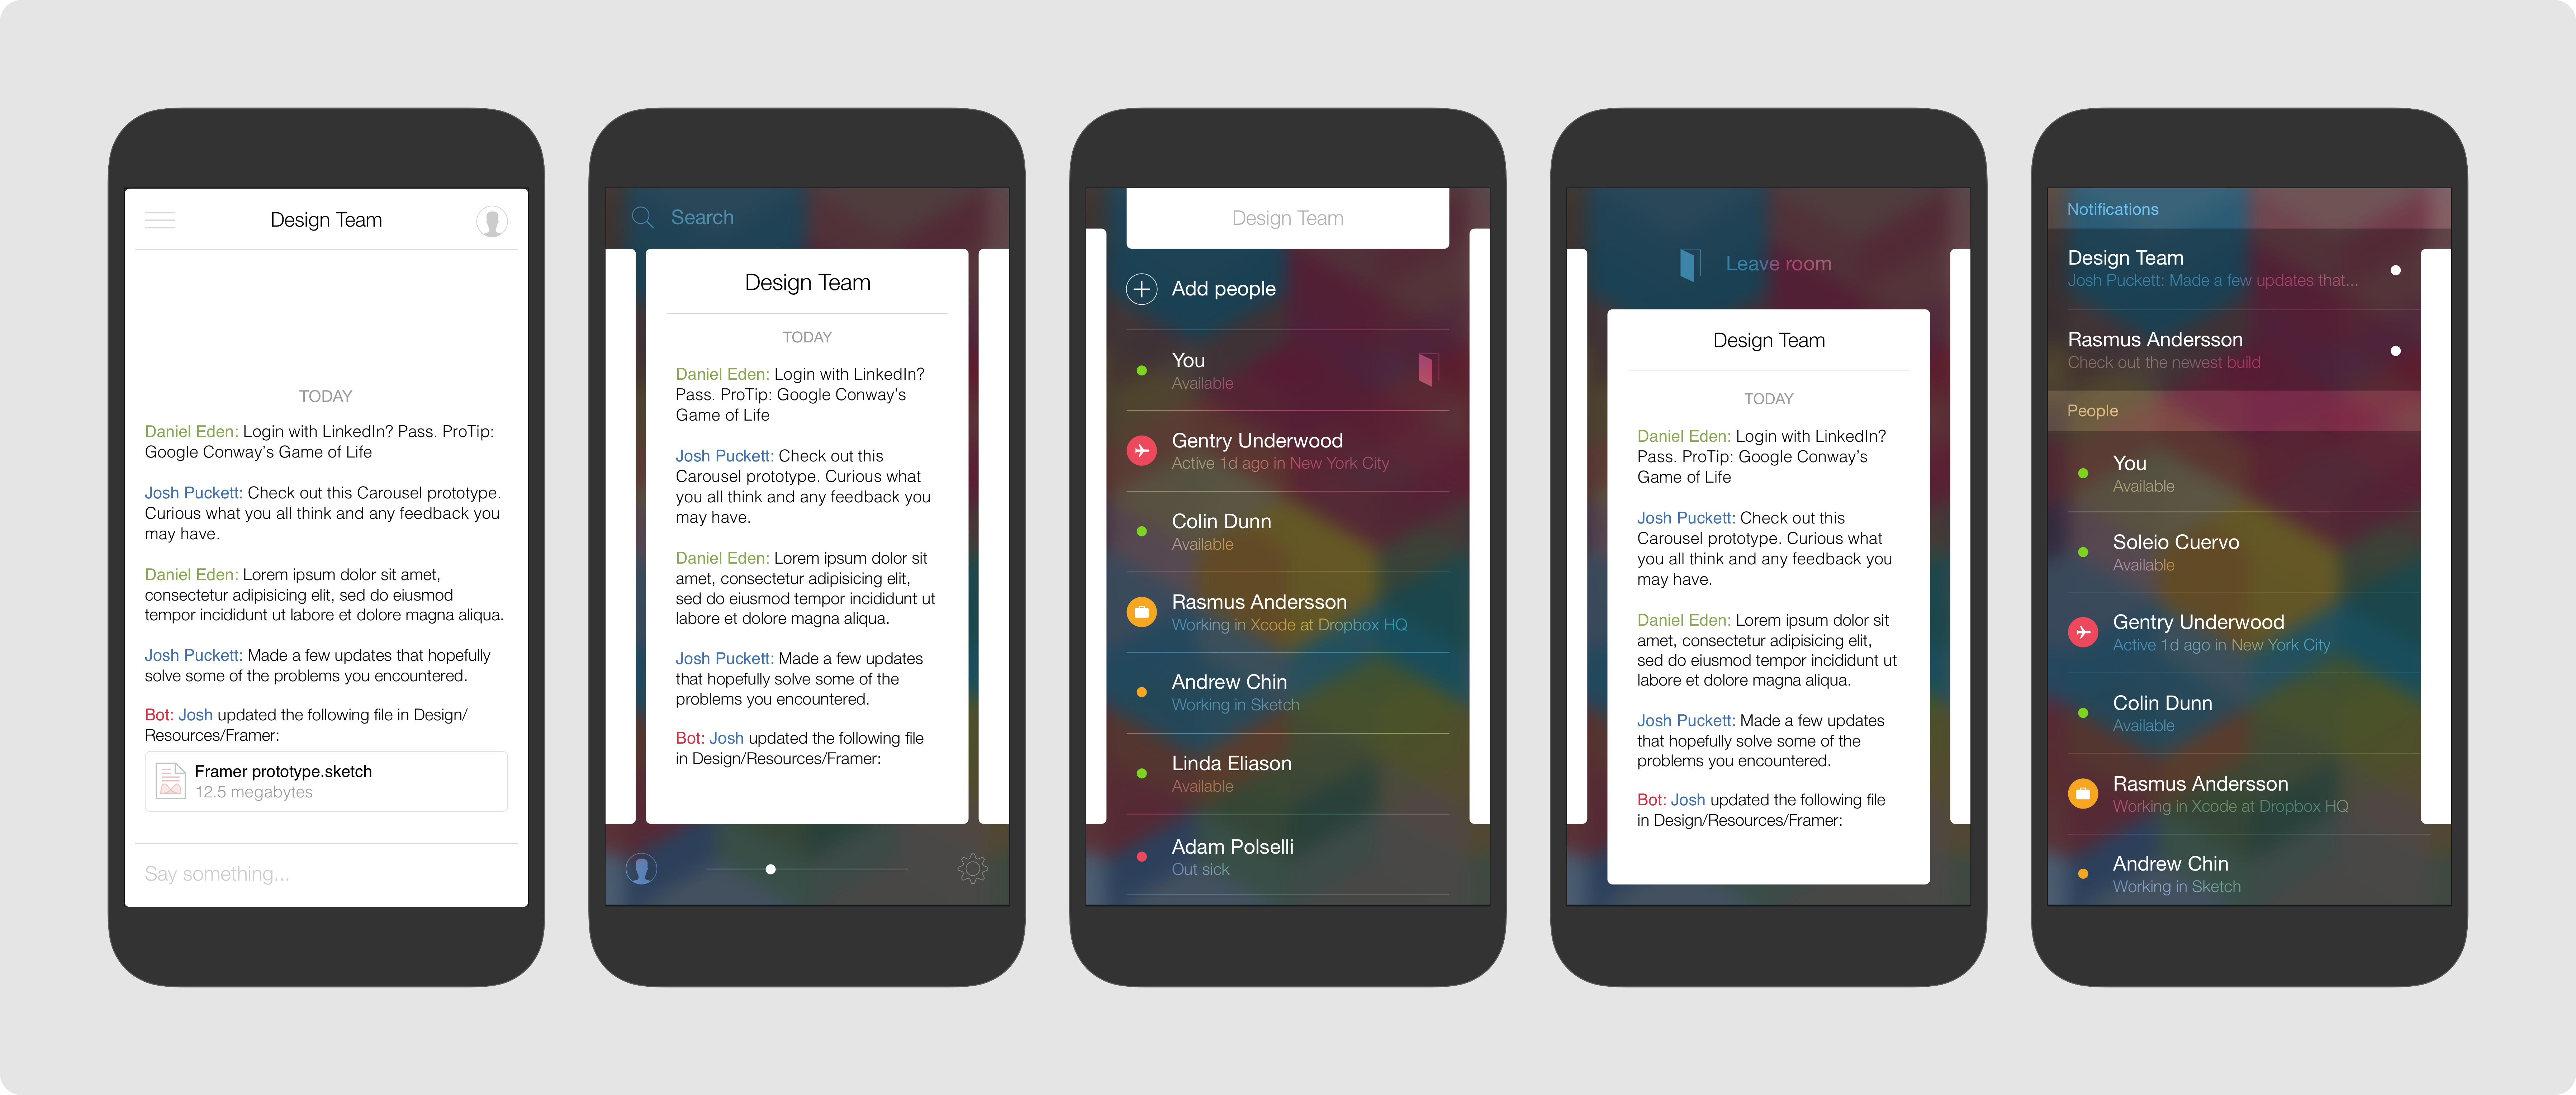 Design Team
TODAY
Daniel Eden: Login with LinkedIn? Pass. ProTip:
Google Conway's Game of Life
Josh Puckett: Check out this Carousel prototype.
Curious what you all think and any feedback you
may have.
Daniel Eden: Lorem ipsum dolor sit amet,
consectetur adipisicing elit, sed do eiusmod
tempor incididunt ut labore et dolore magna aliqua.
Josh Puckett: Made a few updates that hopefully
solve some of the problems you encountered.
Bot: Josh updated the following file in Design/
Resources/Framer:
Framer prototype.sketch
12.5 megabytes
Say something...
Search
Design Team
TODAY
Daniel Eden: Login with LinkedIn?
Pass. ProTip: Google Conway's
Game of Life
Josh Puckett: Check out this
Carousel prototype. Curious what
you all think and any feedback you
may have.
Daniel Eden: Lorem ipsum dolor sit
amet, consectetur adipisicing elit,
sed do eiusmod tempor incididunt ut
labore et dolore magna aliqua.
Josh Puckett: Made a few updates
that hopefully solve some of the
problems you encountered.
Bot: Josh updated the following file
in Design/Resources/Framer:
Design Team
Add people
You
Available
Gentry Underwood
Active 1d ago in New York City
Colin Dunn
Available
Rasmus Andersson
Working in Xcode at Dropbox HQ
Andrew Chin
Working in Sketch
Linda Eliason
Available
Adam Polselli
Out sick
Leave room
Design Team
TODAY
Daniel Eden: Login with LinkedIn?
Pass. ProTip: Google Conway's
Game of Life
Josh Puckett: Check out this
Carousel prototype. Curious what
you all think and any feedback you
may have.
Daniel Eden: Lorem ipsum dolor sit
amet, consectetur adipisicing elit,
sed do eiusmod tempor incididunt ut
labore et dolore magna aliqua.
Josh Puckett: Made a few updates
that hopefully solve some of the
problems you encountered.
Bot: Josh updated the following file
in Design/Resources/Framer:
Notifications
Design Team
Josh Puckett: Made a few updates that...
Rasmus Andersson
Check out the newest build
People
You
Available
Soleio Cuervo
Available
Gentry Underwood
Active 1d ago in New York City
Colin Dunn
Available
Rasmus Andersson
Working in Xcode at Dropbox HQ
Andrew Chin
Working in Sketch